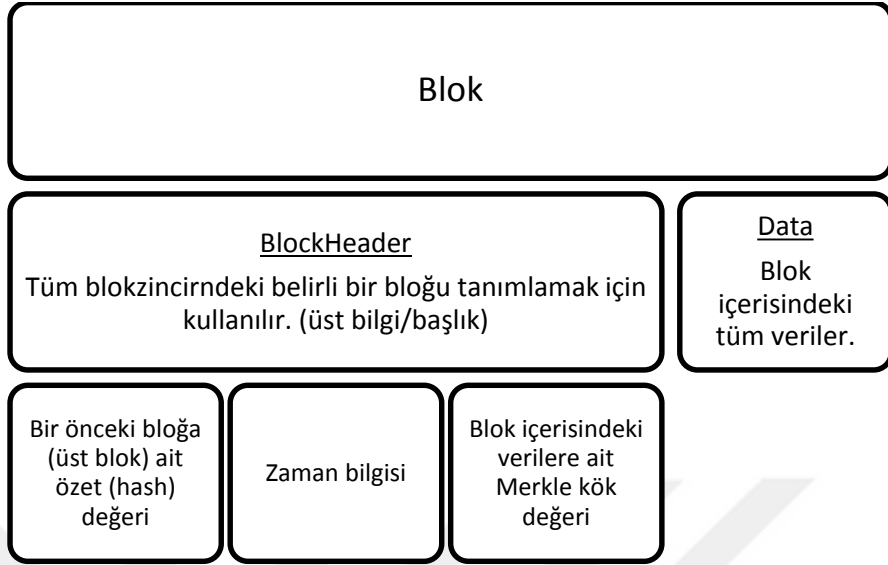 Blok
BlockHeader
Tüm blokzincirndeki belirli bir bloğu tanımlamak için
kullanılır. (üst bilgi/başlık)
Data
Blok
içerisindeki
tüm veriler.
Bir önceki bloğa
(üst blok) ait
özet (hash)
değeri
Zaman bilgisi
Blok içerisindeki
verilere ait
Merkle kök
değeri